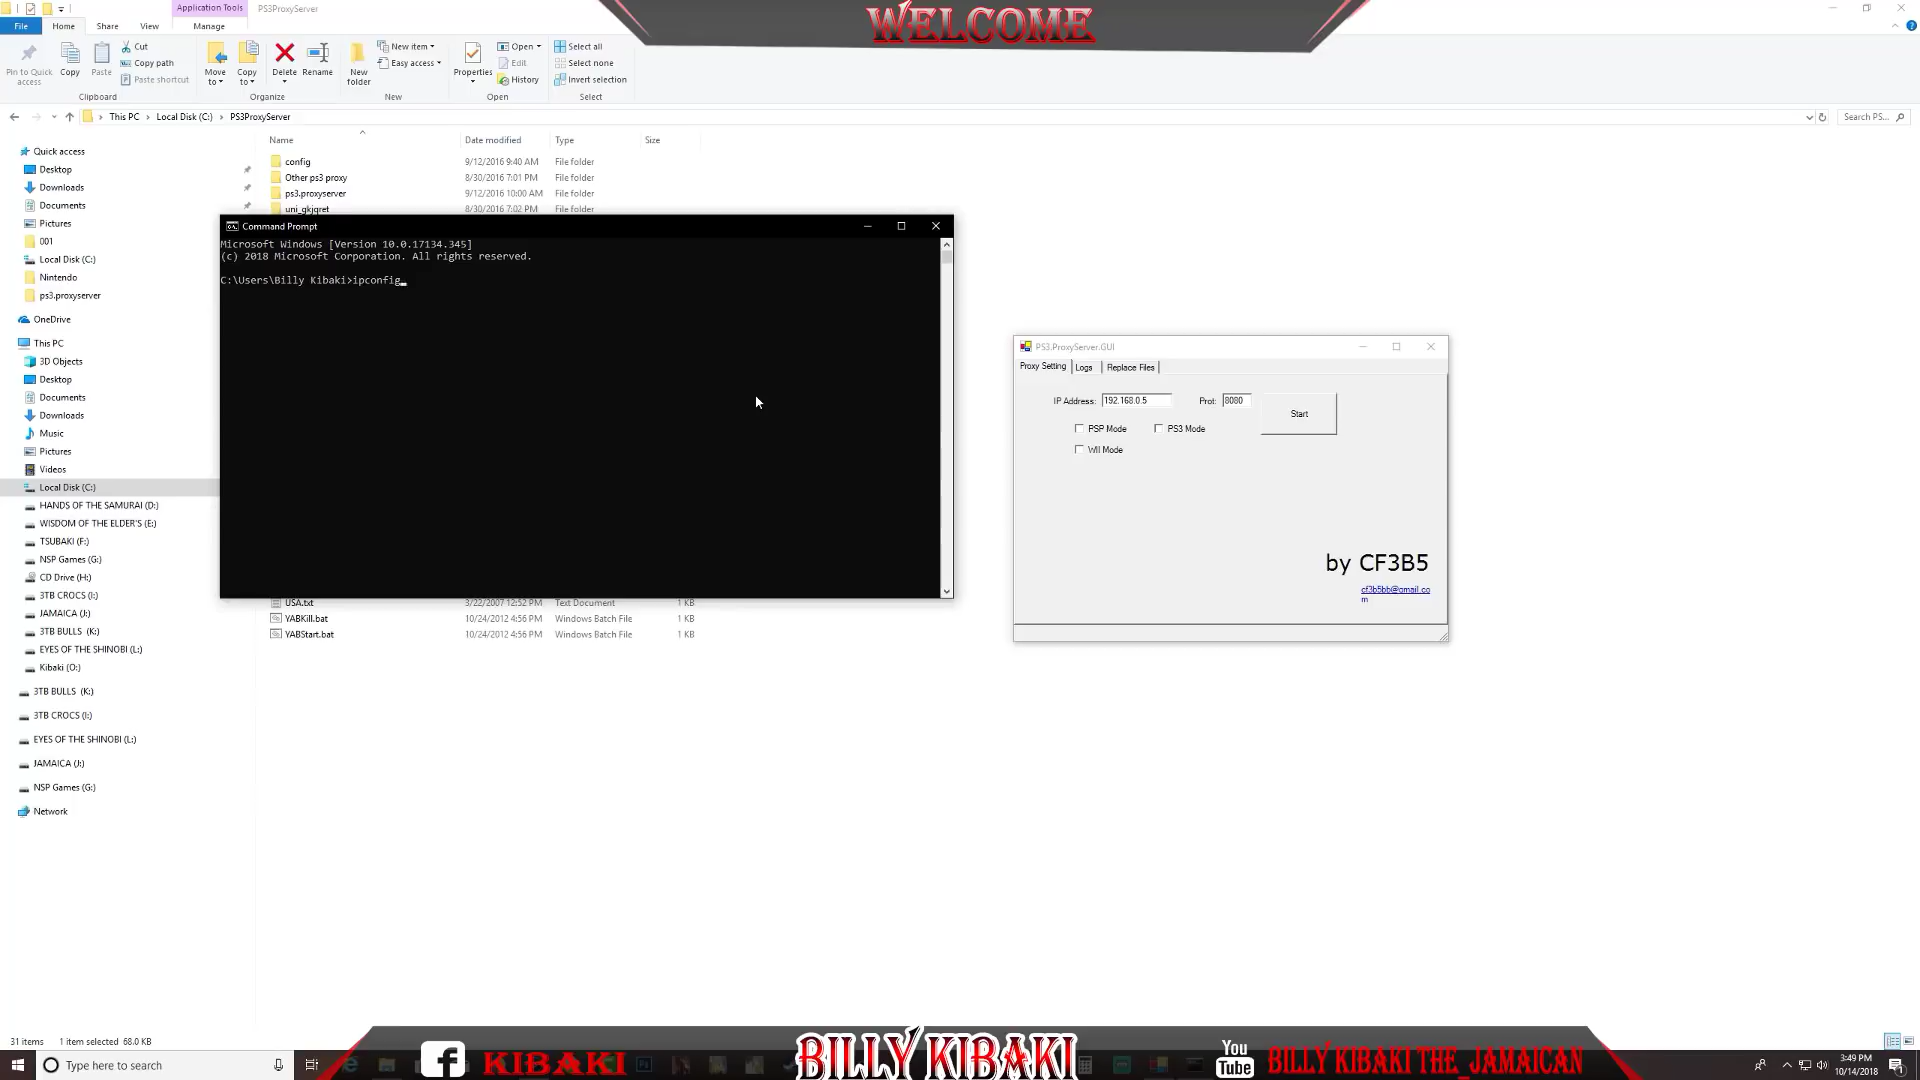 Application Tools
PS3ProxyServer
WELCOME
File
Home
Share
View
Manage
Pin to Quick access
Copy
Paste
Cut
Copy path
Paste shortcut
Clipboard
Move to
Copy to
Delete
Rename
Organize
New folder
New item
Easy access
New
Properties
Open
Edit
History
Open
Select all
Select none
Invert selection
Select
This PC > Local Disk (C:) > PS3ProxyServer
Search PS...
Name
Date modified
Type
Size
config 9/12/2016 9:40 AM File folder
Other ps3 proxy 8/30/2016 7:01 PM File folder
ps3.proxyserver 9/12/2016 10:00 AM File folder
uni_gkjqret 8/30/2016 7:02 PM File folder
USA.txt 3/22/2007 12:52 PM Text Document 1 KB
YABKill.bat 10/24/2012 4:56 PM Windows Batch File 1 KB
YABStart.bat 10/24/2012 4:56 PM Windows Batch File 1 KB
Quick access
Desktop
Downloads
Documents
Pictures
001
Local Disk (C:)
Nintendo
ps3.proxyserver
OneDrive
This PC
3D Objects
Desktop
Documents
Downloads
Music
Pictures
Videos
Local Disk (C:)
HANDS OF THE SAMURAI (D:)
WISDOM OF THE ELDER'S (E:)
TSUBAKI (F:)
NSP Games (G:)
CD Drive (H:)
3TB CROCS (I:)
JAMAICA (J:)
3TB BULLS (K:)
EYES OF THE SHINOBI (L:)
Kibaki (O:)
3TB BULLS (K:)
3TB CROCS (I:)
EYES OF THE SHINOBI (L:)
JAMAICA (J:)
NSP Games (G:)
Network
Command Prompt
Microsoft Windows [Version 10.0.17134.345]
(c) 2018 Microsoft Corporation. All rights reserved.
C:\Users\Billy Kibaki>ipconfig_
PS3.ProxyServer.GUI
Proxy Setting
Logs
Replace Files
IP Address: 192.168.0.5
Prot: 8080
Start
PSP Mode
PS3 Mode
WII Mode
by CF3B5
cf3b5bb@gmail.co
m
31 items 1 item selected 68.0 KB
Type here to search
KIBAKI
BILLY KIBAKI
You
Tube
BILLY KIBAKI THE_JAMAICAN
3:49 PM
10/14/2018